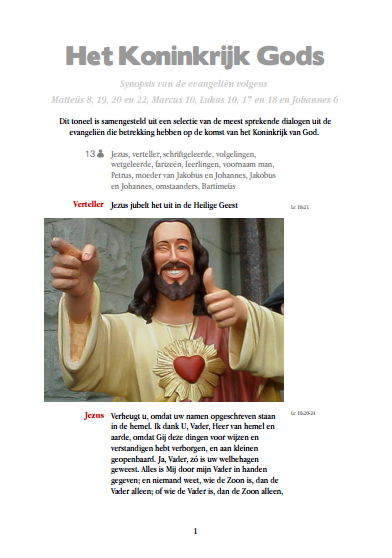 Het Koninkrijk Gods
Synopsis van de evangeliën volgens
Matteüs 8, 19, 20 en 22, Marcus 10, Lukas 10, 17 en 18 en Johannes 6
Dit toneel is samengesteld uit een selectie van de meest sprekende dialogen uit de
evangeliën die betrekking hebben op de komst van het Koninkrijk van God.
13 Jezus, verteller, schriftgeleerde, volgelingen,
wetgeleerde, farizeën, leerlingen, voornaam man,
Petrus, moeder van Jakobus en Johannes, Jakobus
en Johannes, omstaanders, Bartimeüs
Verteller Jezus jubelt het uit in de Heilige Geest Lc 10:21
Jezus Verheugt u, omdat uw namen opgeschreven staan Lc 10:20-24
in de hemel. Ik dank U, Vader, Heer van hemel en
aarde, omdat Gij deze dingen voor wijzen en
verstandigen hebt verborgen, en aan kleinen
geopenbaard. Ja, Vader, zó is uw welbehagen
geweest. Alles is Mij door mijn Vader in handen
gegeven; en niemand weet, wie de Zoon is, dan de
Vader alleen; of wie de Vader is, dan de Zoon alleen,
1